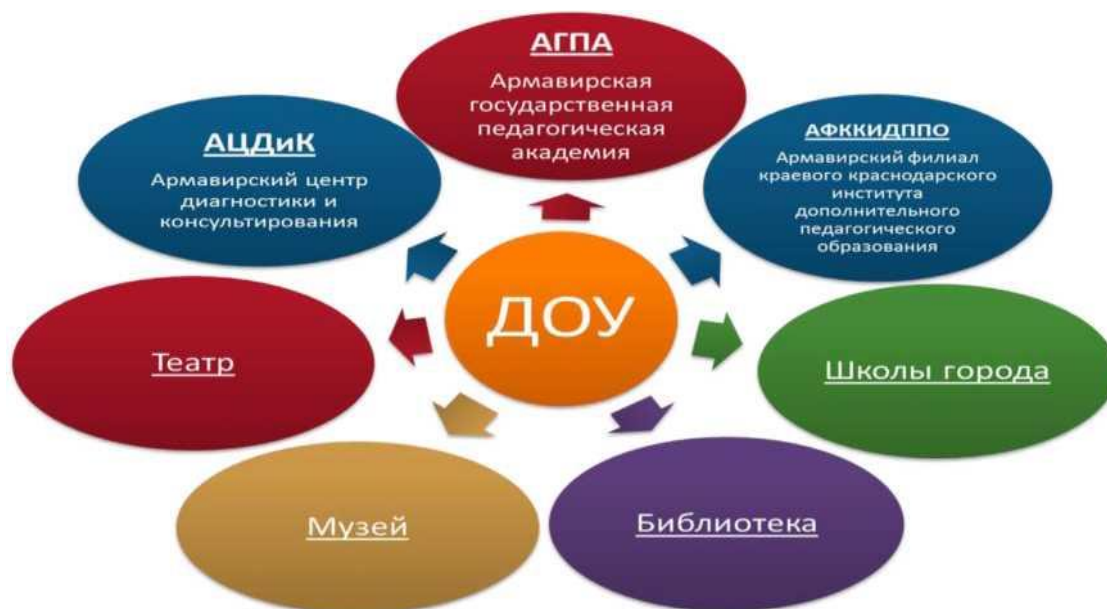 АГПА
Армавирская
государственная
педагогическая
академия
АЦДиК
Армавирский центр
диагностики и
консультирования
АФККИДППО
Армавирский филиал
краевого краснодарского
института
дополнительного
педагогического
образования
ДОУ
Театр
Школы города
Музей
Библиотека